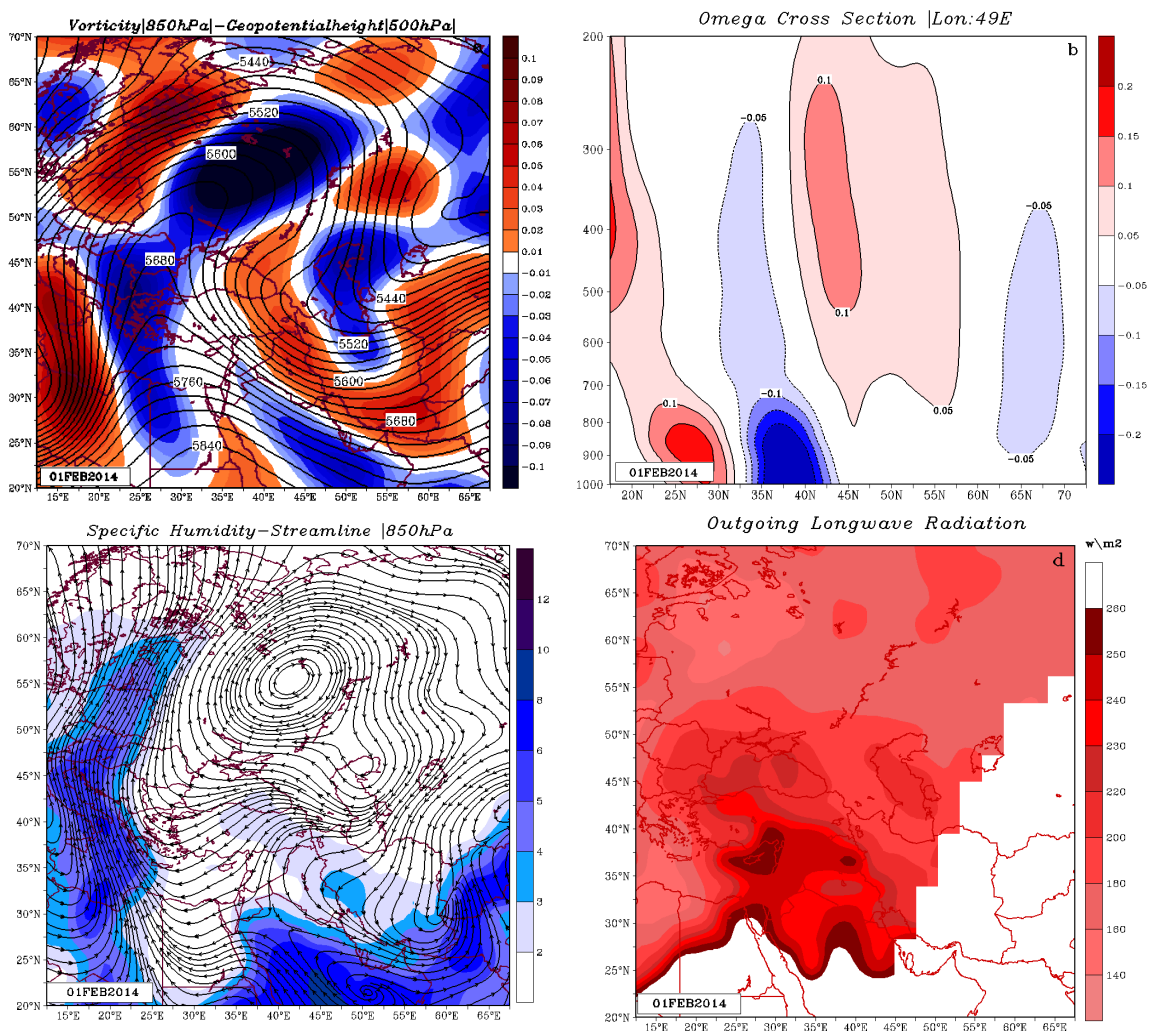 Vorticity|850hPa|-Geopotentialheight|500hPa|
70°N
65°N
60°N
55°N
50°N
45°N
40°N
35°N
30°N
25°N
20°N
5440
5520
5600
5680
5440
5520
5600
5760
5680
5840
01FEB2014
15°E 20°E 25°E 30°E 35°E 40°E 45°E 50°E 55°E 60°E 65°E
0.1
0.09
0.08
0.07
0.06
0.05
0.04
0.03
0.02
0.01
-0.01
-0.02
-0.03
-0.04
-0.05
-0.06
-0.07
-0.08
-0.09
-0.1
Omega Cross Section |Lon:49E
b
200
300
400
500
600
700
800
900
1000
0.1
-0.05
-0.05
0.1
0.1
-0.1
0.05
-0.05
01FEB2014
20N 25N 30N 35N 40N 45N 50N 55N 60N 65N 70
0.2
0.15
0.1
0.05
-0.05
-0.1
-0.15
-0.2
Specific Humidity-Streamline |850hPa
70°N
65°N
60°N
55°N
50°N
45°N
40°N
35°N
30°N
25°N
20°N
01FEB2014
15°E 20°E 25°E 30°E 35°E 40°E 45°E 50°E 55°E 60°E 65°E
12
10
8
6
5
4
3
2
Outgoing Longwave Radiation
w\m2
d
70°N
65°N
60°N
55°N
50°N
45°N
40°N
35°N
30°N
25°N
20°N
01FEB2014
15°E 20°E 25°E 30°E 35°E 40°E 45°E 50°E 55°E 60°E 65°E
260
250
240
230
220
200
180
160
140